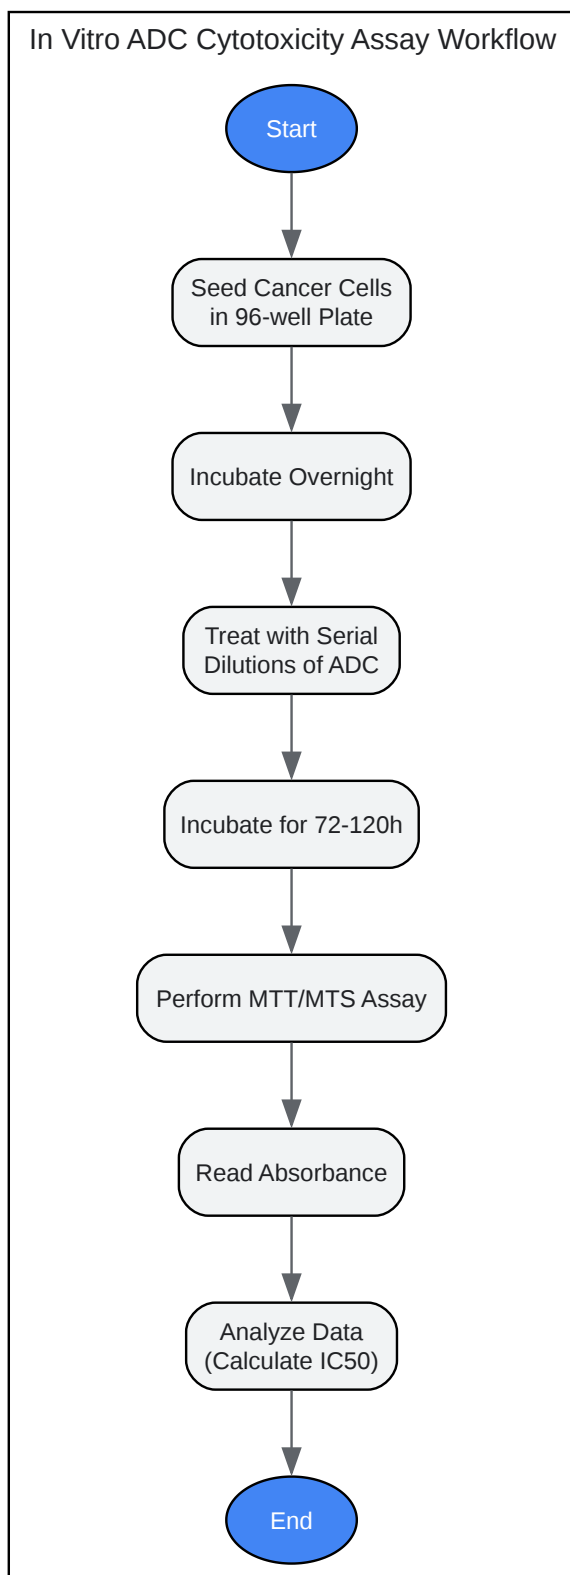 In Vitro ADC Cytotoxicity Assay Workflow
Start
Seed Cancer Cells
in 96-well Plate
Incubate Overnight
Treat with Serial
Dilutions of ADC
Incubate for 72-120h
Perform MTT/MTS Assay
Read Absorbance
Analyze Data
(Calculate IC50)
End